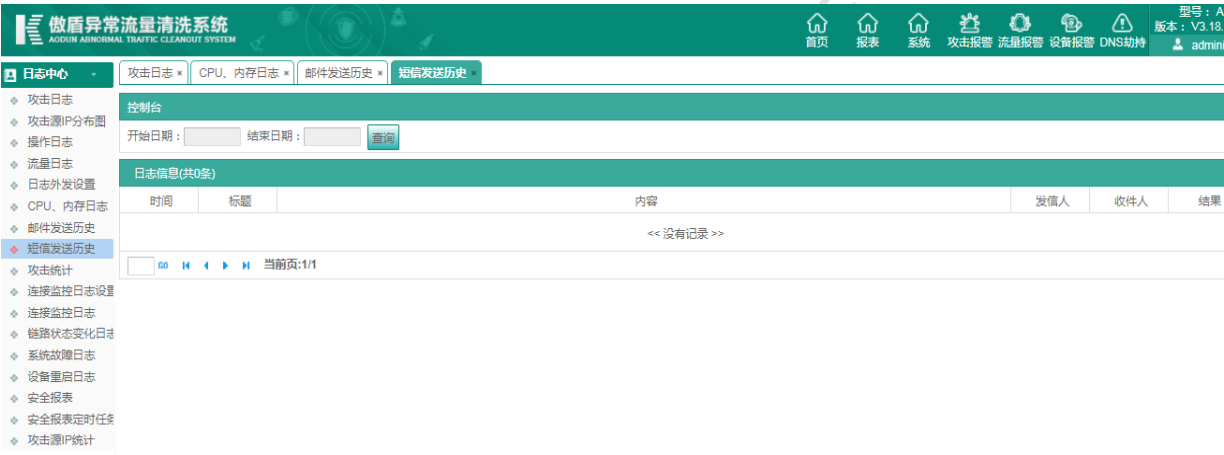 傲盾异常流量清洗系统
AODUN ABNORMAL TRAFFIC CLEANOUT SYSTEM
首页 报表 系统 攻击报警 流量报警 设备报警 DNS劫持
型号：A
版本：V3.18.
admini
日志中心
攻击日志 × CPU、内存日志 × 邮件发送历史 × 短信发送历史 ×
攻击日志
攻击源IP分布图
操作日志
流量日志
日志外发设置
CPU、内存日志
邮件发送历史
短信发送历史
攻击统计
连接监控日志设置
连接监控日志
链路状态变化日志
系统故障日志
设备重启日志
安全报表
安全报表定时任务
攻击源IP统计
控制台
开始日期： 结束日期： 查询
日志信息(共0条)
时间 标题 内容 发信人 收件人 结果
<< 没有记录 >>
GO 当前页:1/1